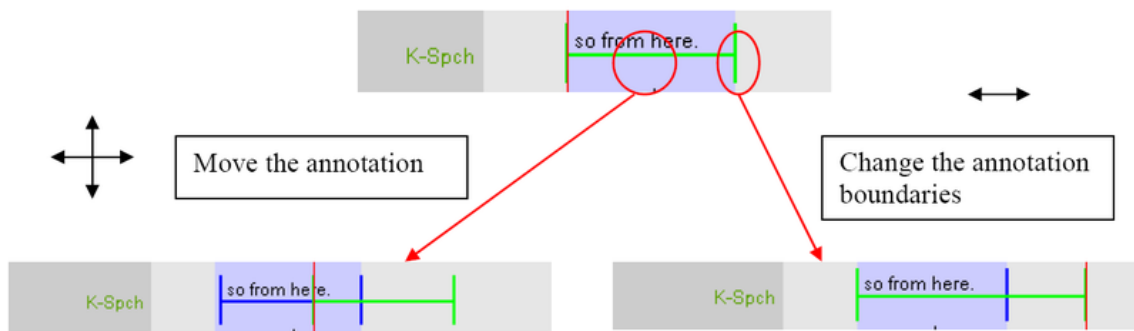 so from here.
K-Spch
Move the annotation
Change the annotation
boundaries
so from here.
K-Spch
so from here.
K-Spch